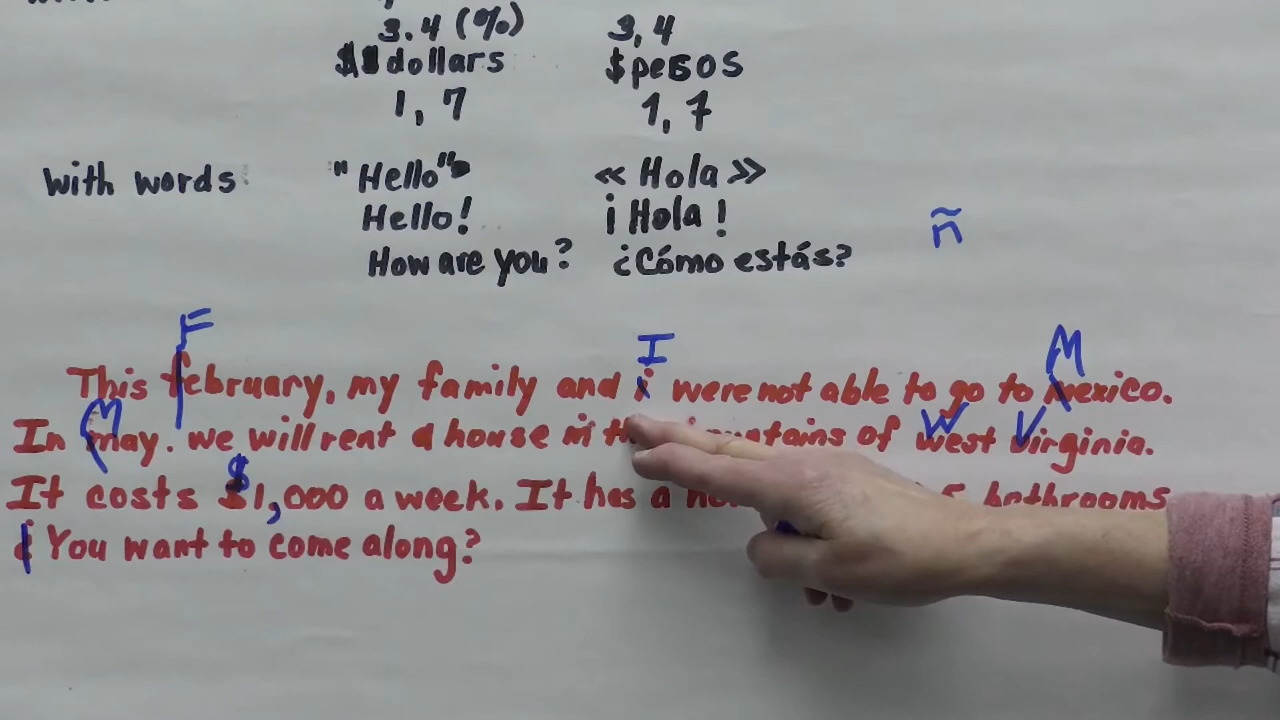 3.4 (%) 3,4
dollars $pesos
1, 7 1, 7
With words: "Hello" « Hola »
Hello! ¡Hola!
ñ
How are you? ¿Cómo estás?
F I M
This february, my family and i were not able to go to mexico.
M W V
In may. we will rent a house in mountains of west virginia.
$
It costs $1,000 a week. It has a 5 bathrooms
¿You want to come along?